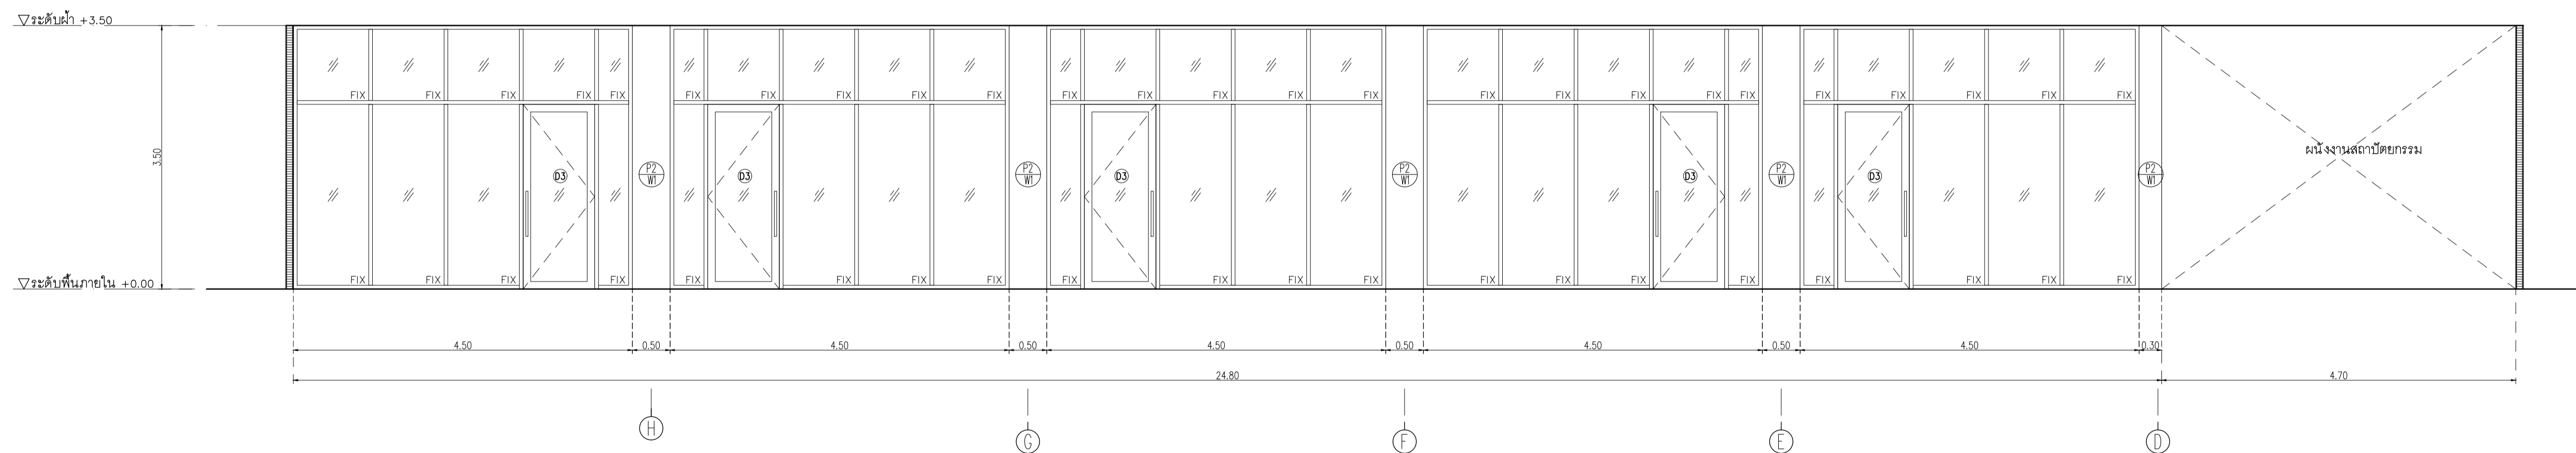 ระดับฝ้า +3.50
FIX FIX FIX FIX FIX FIX FIX FIX FIX FIX FIX FIX FIX FIX FIX FIX FIX FIX FIX FIX FIX FIX FIX FIX FIX
3.50
ผนังงานสถาปัตยกรรม
D3 P2 D3 P2 D3 P2 D3 P2 D3 P2
W1 W1 W1 W1 W1
FIX FIX FIX FIX FIX FIX FIX FIX FIX FIX FIX FIX FIX FIX FIX FIX FIX FIX FIX FIX
ระดับพื้นภายใน +0.00
4.50 0.50 4.50 0.50 4.50 0.50 4.50 0.50 4.50 0.30
24.80 4.70
H G F E D